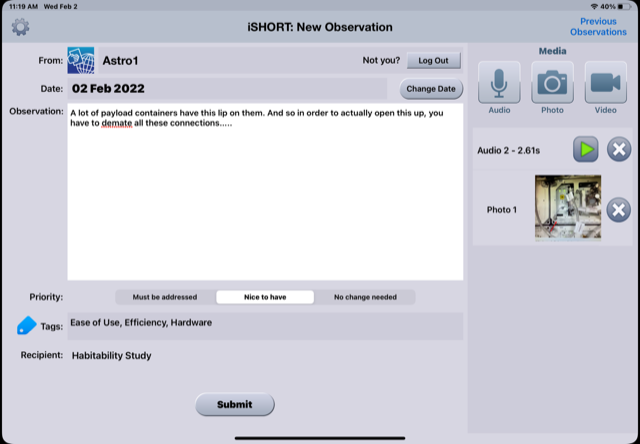 11:19 AM Wed Feb 2
40%
iSHORT: New Observation
Previous
Observations
From:
Astro1
Not you?
Log Out
Date:
02 Feb 2022
Change Date
Observation:
A lot of payload containers have this lip on them. And so in order to actually open this up, you
have to demate all these connections.....
Priority:
Must be addressed
Nice to have
No change needed
Tags:
Ease of Use, Efficiency, Hardware
Recipient:
Habitability Study
Submit
Media
Audio
Photo
Video
Audio 2 - 2.61s
Photo 1